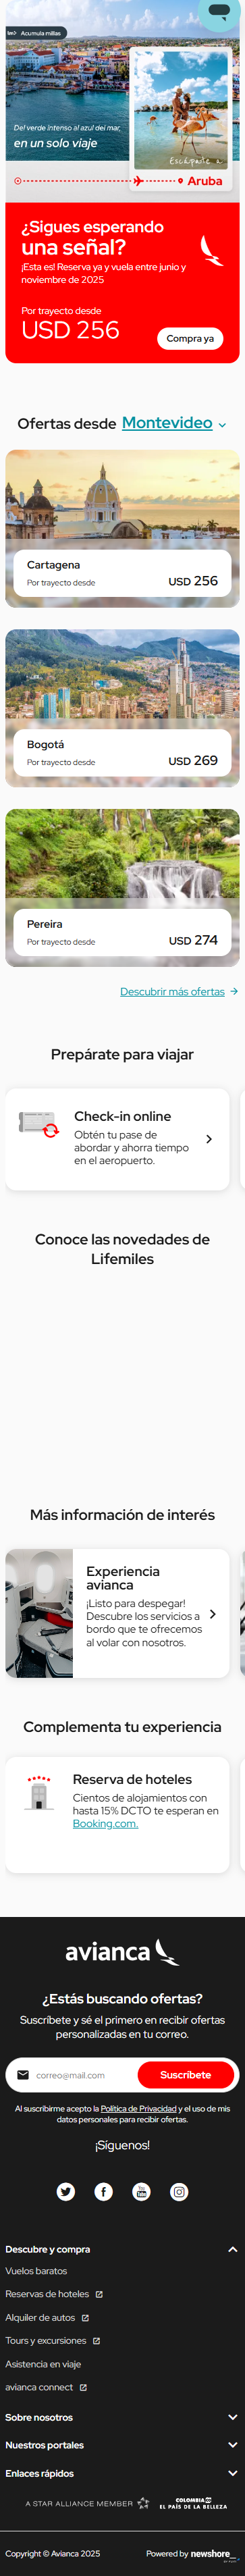 Acumula millas
Del verde intenso al azul del mar,
en un solo viaje
Escápate a
Aruba
¿Sigues esperando
una señal?
¡Esta es! Reserva ya y vuela entre junio y
noviembre de 2025
Por trayecto desde
USD 256
Compra ya
Ofertas desde Montevideo
Cartagena
Por trayecto desde USD 256
Bogotá
Por trayecto desde USD 269
Pereira
Por trayecto desde USD 274
Descubrir más ofertas
Prepárate para viajar
Check-in online
Obtén tu pase de
abordar y ahorra tiempo
en el aeropuerto.
Conoce las novedades de
Lifemiles
Más información de interés
Experiencia
avianca
¡Listo para despegar!
Descubre los servicios a
bordo que te ofrecemos
al volar con nosotros.
Complementa tu experiencia
Reserva de hoteles
Cientos de alojamientos con
hasta 15% DCTO te esperan en
Booking.com.
avianca
¿Estás buscando ofertas?
Suscríbete y sé el primero en recibir ofertas
personalizadas en tu correo.
correo@mail.com
Suscríbete
Al suscribirme acepto la Política de Privacidad y el uso de mis
datos personales para recibir ofertas.
¡Síguenos!
You Tube
Descubre y compra
Vuelos baratos
Reservas de hoteles
Alquiler de autos
Tours y excursiones
Asistencia en viaje
avianca connect
Sobre nosotros
Nuestros portales
Enlaces rápidos
A STAR ALLIANCE MEMBER
COLOMBIA
EL PAÍS DE LA BELLEZA
Copyright © Avianca 2025
Powered by newshore_